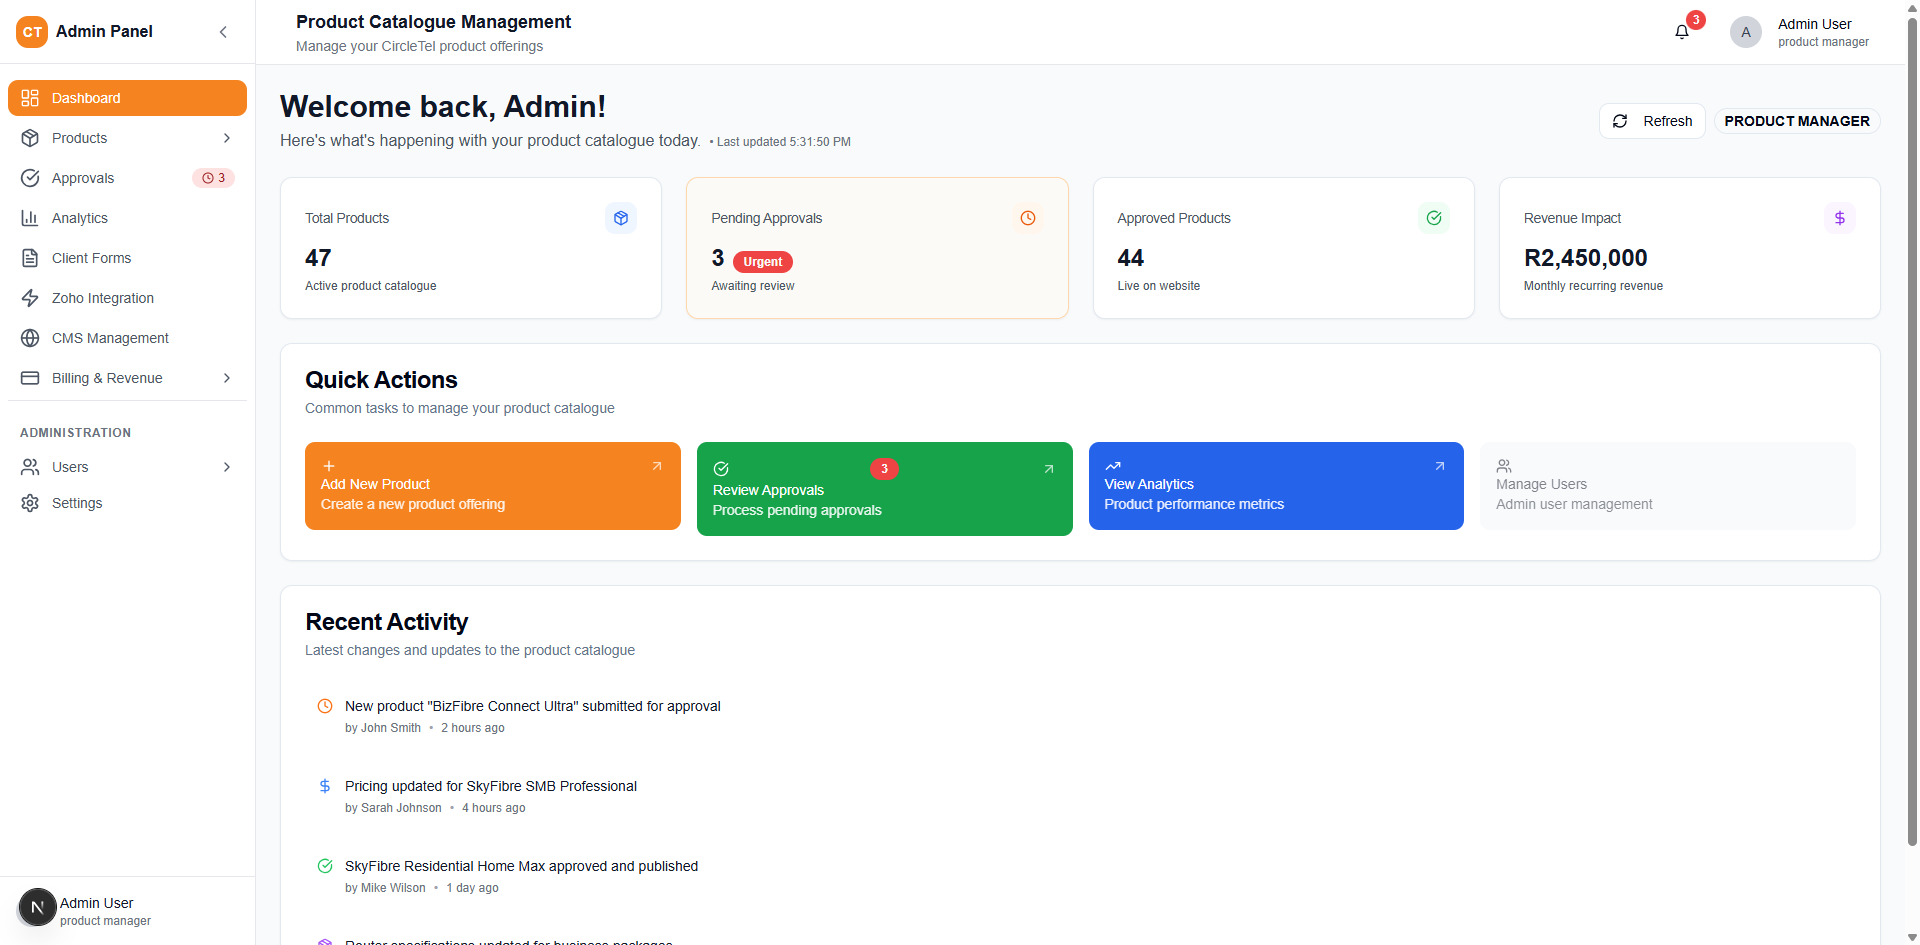 CT Admin Panel
Dashboard
Products
Approvals 3
Analytics
Client Forms
Zoho Integration
CMS Management
Billing & Revenue
ADMINISTRATION
Users
Settings
N Admin User
product manager
Product Catalogue Management
Manage your CircleTel product offerings
3
A
Admin User
product manager
Welcome back, Admin!
Here's what's happening with your product catalogue today. • Last updated 5:31:50 PM
Refresh
PRODUCT MANAGER
Total Products
47
Active product catalogue
Pending Approvals
3 Urgent
Awaiting review
Approved Products
44
Live on website
Revenue Impact
R2,450,000
Monthly recurring revenue
Quick Actions
Common tasks to manage your product catalogue
Add New Product
Create a new product offering
3
Review Approvals
Process pending approvals
View Analytics
Product performance metrics
Manage Users
Admin user management
Recent Activity
Latest changes and updates to the product catalogue
New product "BizFibre Connect Ultra" submitted for approval
by John Smith • 2 hours ago
Pricing updated for SkyFibre SMB Professional
by Sarah Johnson • 4 hours ago
SkyFibre Residential Home Max approved and published
by Mike Wilson • 1 day ago
Router specifications updated for business packages